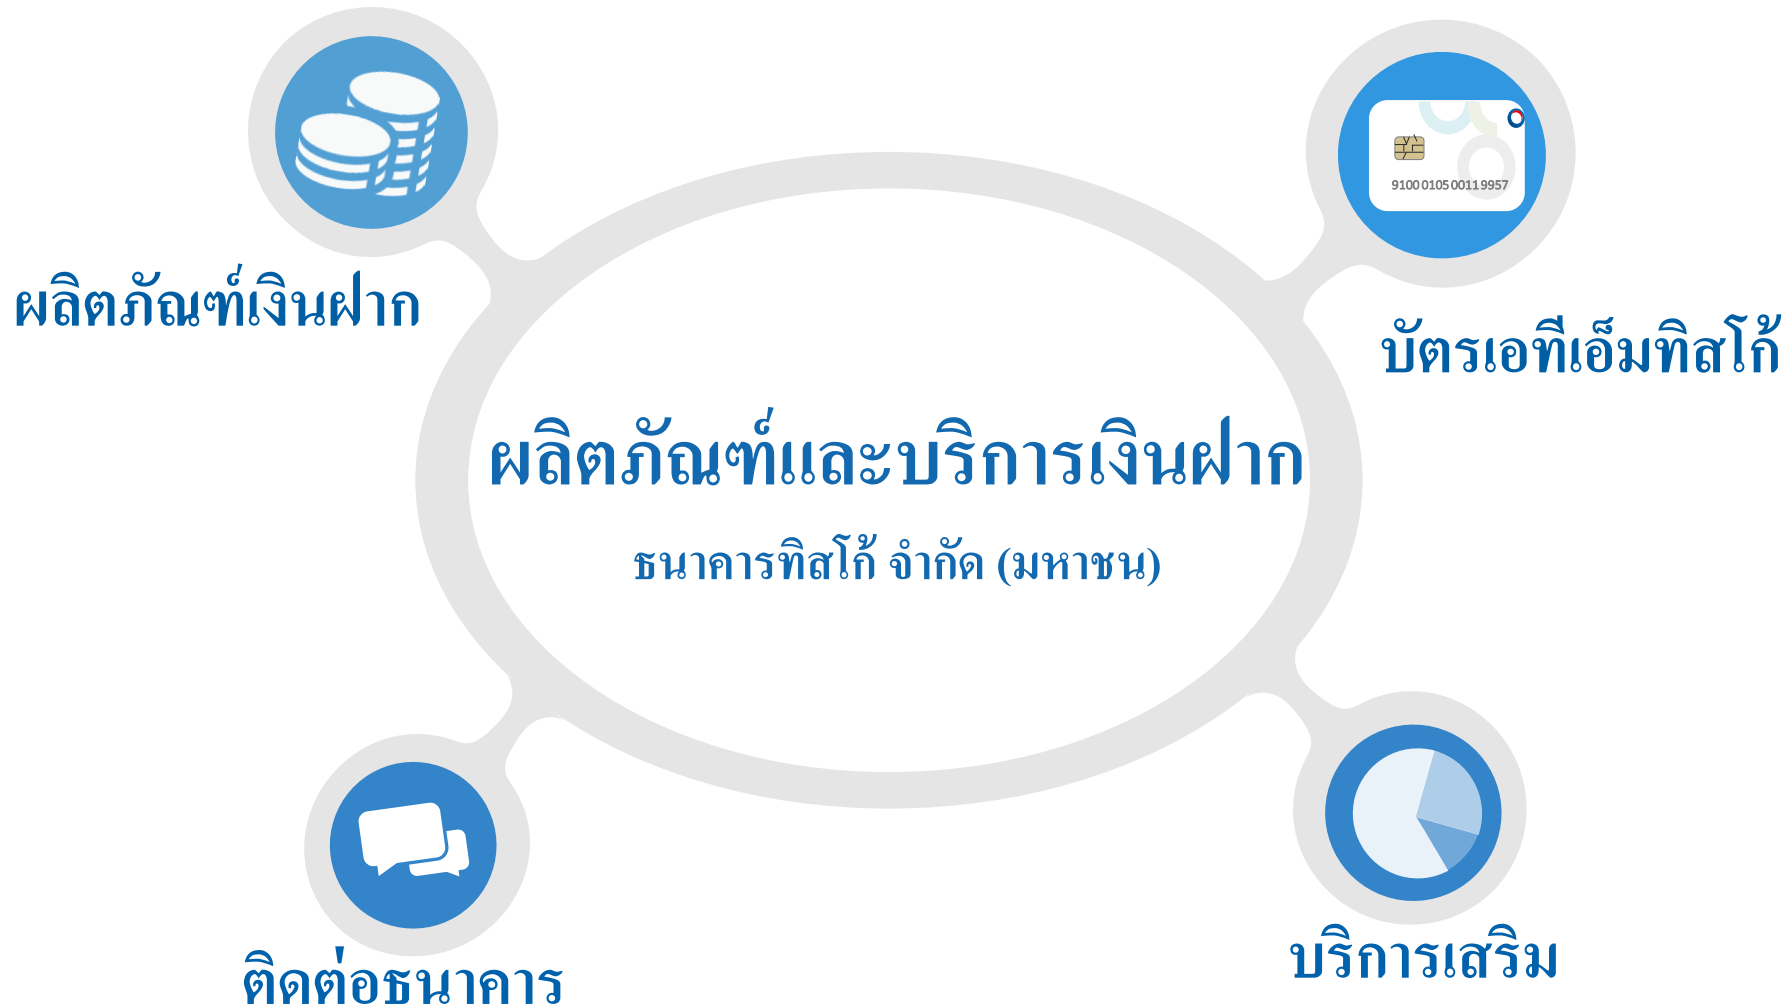 ผลิตภัณฑ์เงินฝาก
9100 0105 0011 9957
บัตรเอทีเอ็มทิสโก้
ผลิตภัณฑ์และบริการเงินฝาก
ธนาคารทิสโก้ จำกัด (มหาชน)
ติดต่อธนาคาร
บริการเสริม